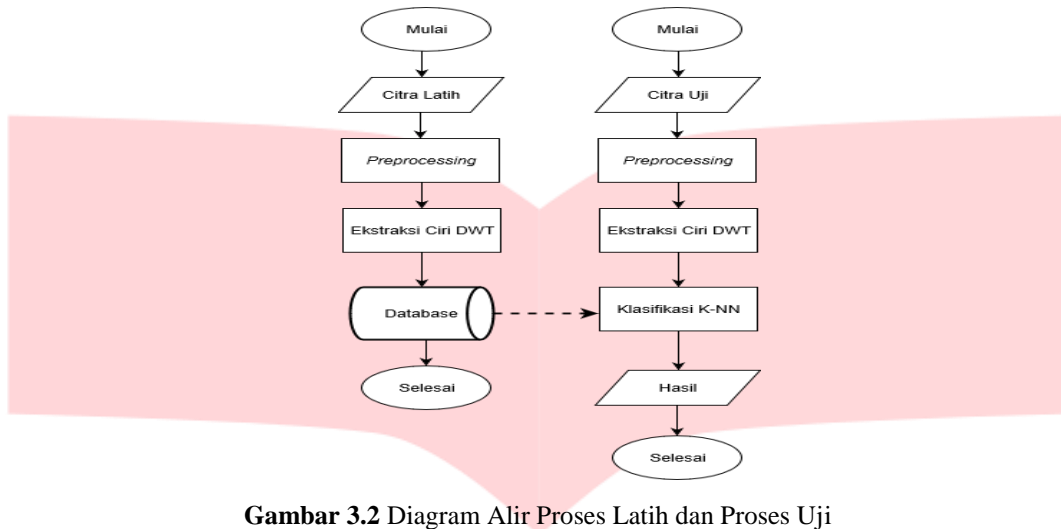 Mulai
Citra Latih
Preprocessing
Ekstraksi Ciri DWT
Database
Selesai
Mulai
Citra Uji
Preprocessing
Ekstraksi Ciri DWT
Klasifikasi K-NN
Hasil
Selesai
Gambar 3.2 Diagram Alir Proses Latih dan Proses Uji